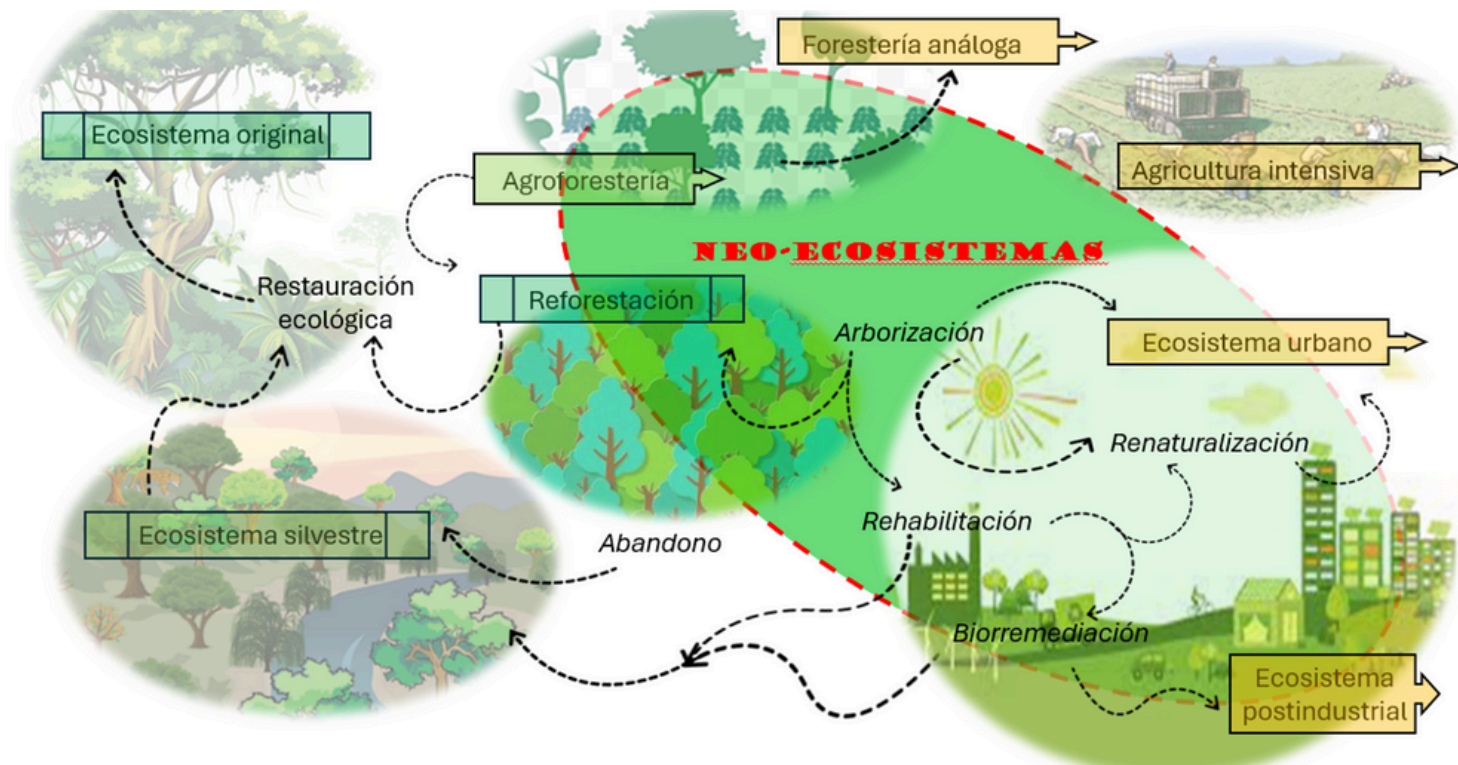 Forestería análoga
Ecosistema original
Agroforestería
Agricultura intensiva
NEO-ECOSISTEMAS
Restauración
ecológica
Reforestación
Arborización
Ecosistema urbano
Renaturalización
Ecosistema silvestre
Abandono
Rehabilitación
Biorremediación
Ecosistema
postindustrial